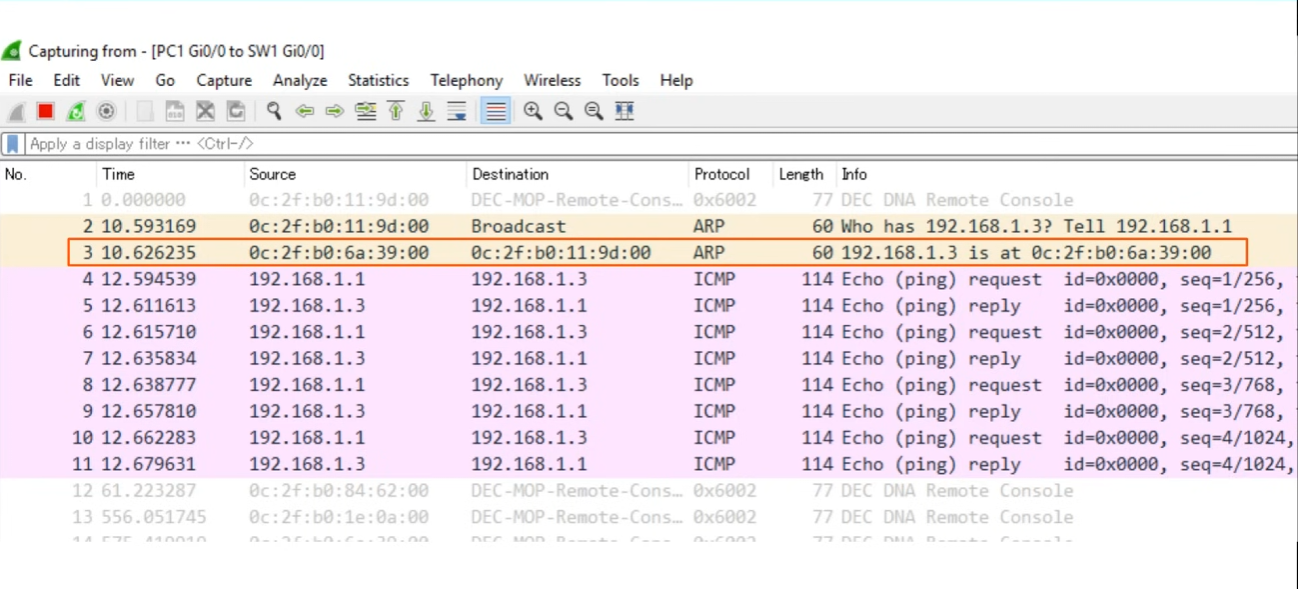 Capturing from - [PC1 Gi0/0 to SW1 Gi0/0]
File Edit View Go Capture Analyze Statistics Telephony Wireless Tools Help
Apply a display filter ··· <Ctrl-/>
No. Time Source Destination Protocol Length Info
1 0.000000 0c:2f:b0:11:9d:00 DEC-MOP-Remote-Cons… 0x6002 77 DEC DNA Remote Console
2 10.593169 0c:2f:b0:11:9d:00 Broadcast ARP 60 Who has 192.168.1.3? Tell 192.168.1.1
3 10.626235 0c:2f:b0:6a:39:00 0c:2f:b0:11:9d:00 ARP 60 192.168.1.3 is at 0c:2f:b0:6a:39:00
4 12.594539 192.168.1.1 192.168.1.3 ICMP 114 Echo (ping) request id=0x0000, seq=1/256,
5 12.611613 192.168.1.3 192.168.1.1 ICMP 114 Echo (ping) reply id=0x0000, seq=1/256,
6 12.615710 192.168.1.1 192.168.1.3 ICMP 114 Echo (ping) request id=0x0000, seq=2/512,
7 12.635834 192.168.1.3 192.168.1.1 ICMP 114 Echo (ping) reply id=0x0000, seq=2/512,
8 12.638777 192.168.1.1 192.168.1.3 ICMP 114 Echo (ping) request id=0x0000, seq=3/768,
9 12.657810 192.168.1.3 192.168.1.1 ICMP 114 Echo (ping) reply id=0x0000, seq=3/768,
10 12.662283 192.168.1.1 192.168.1.3 ICMP 114 Echo (ping) request id=0x0000, seq=4/1024,
11 12.679631 192.168.1.3 192.168.1.1 ICMP 114 Echo (ping) reply id=0x0000, seq=4/1024,
12 61.223287 0c:2f:b0:84:62:00 DEC-MOP-Remote-Cons… 0x6002 77 DEC DNA Remote Console
13 556.051745 0c:2f:b0:1e:0a:00 DEC-MOP-Remote-Cons… 0x6002 77 DEC DNA Remote Console